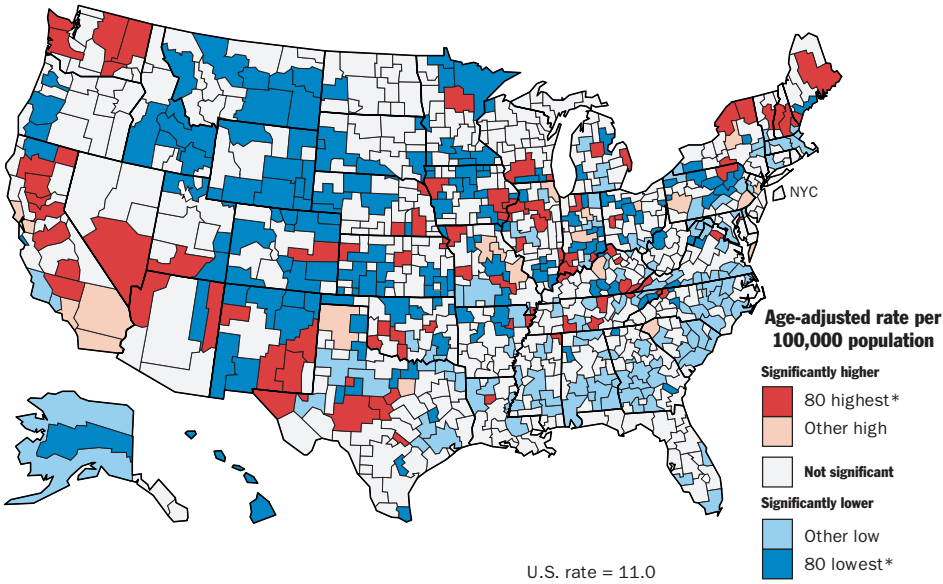 NYC
Age-adjusted rate per
100,000 population
Significantly higher
80 highest*
Other high
Not significant
Significantly lower
Other low
80 lowest*
U.S. rate = 11.0